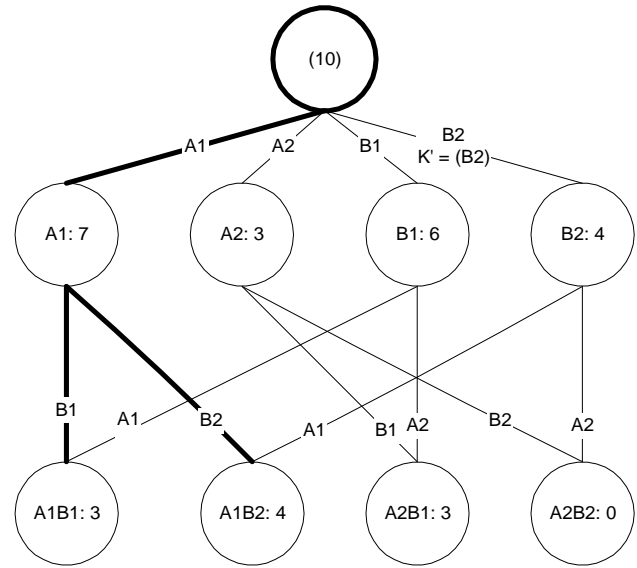 (10)
A1
A2
B1
B2
K' = (B2)
A1: 7
A2: 3
B1: 6
B2: 4
B1
A1
B2
A1
B1
A2
B2
A2
A1B1: 3
A1B2: 4
A2B1: 3
A2B2: 0